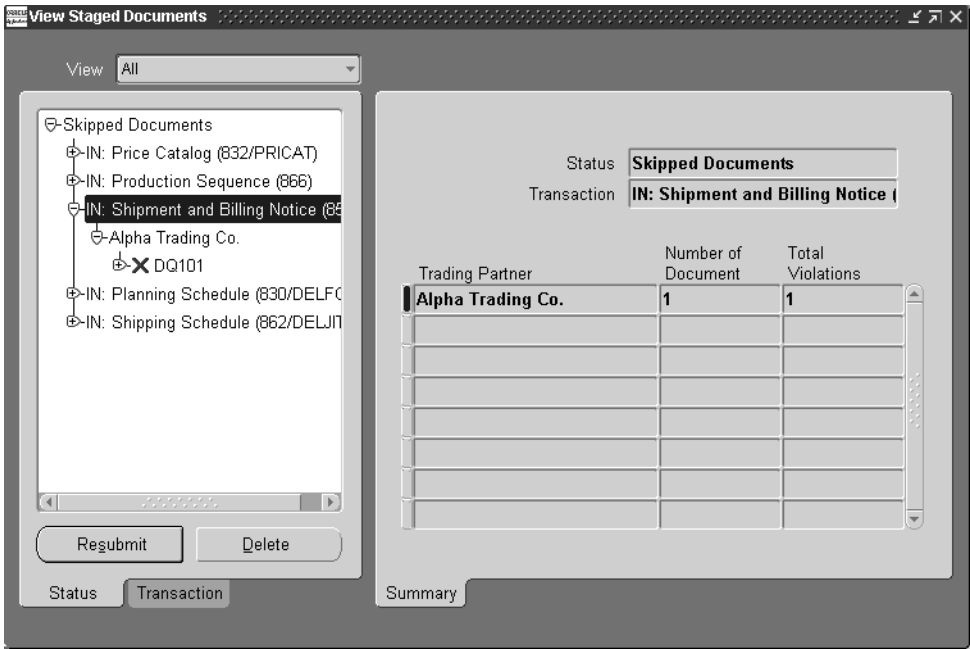 View Staged Documents
View All
Skipped Documents
IN: Price Catalog (832/PRICAT)
IN: Production Sequence (866)
IN: Shipment and Billing Notice (85
Alpha Trading Co.
DQ101
IN: Planning Schedule (830/DELFO
IN: Shipping Schedule (862/DELJIT
Resubmit Delete
Status Transaction
Status Skipped Documents
Transaction IN: Shipment and Billing Notice (
Number of Total
Trading Partner Document Violations
Alpha Trading Co. 1 1
Summary